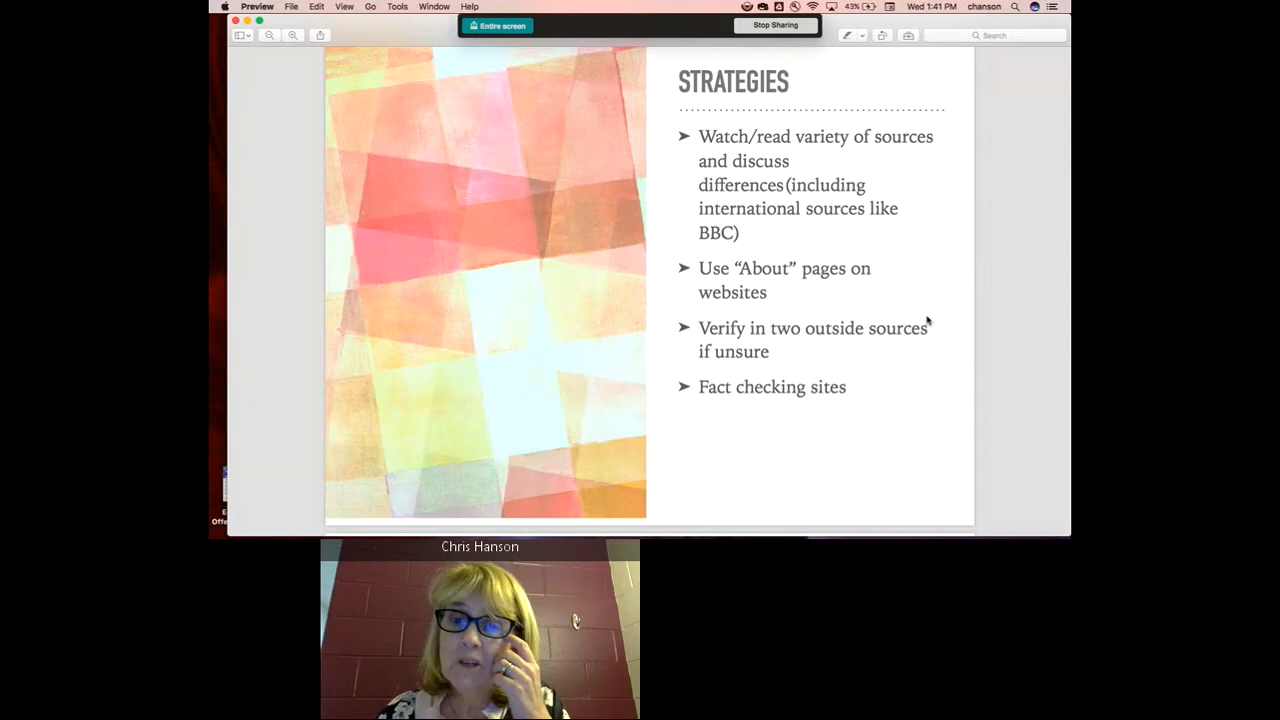 Preview File Edit View Go Tools Window Help
43% Wed 1:41 PM chanson
Entire screen
Stop Sharing
Search
STRATEGIES
➤ Watch/read variety of sources
and discuss
differences(including
international sources like
BBC)
➤ Use “About” pages on
websites
➤ Verify in two outside sources
if unsure
➤ Fact checking sites
Chris Hanson